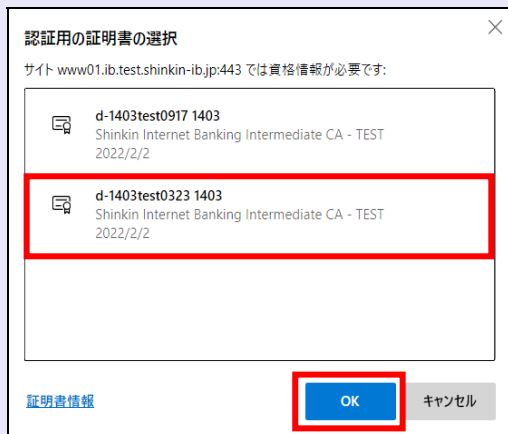 認証用の証明書の選択
サイト www01.ib.test.shinkin-ib.jp:443 では資格情報が必要です:
d-1403test0917 1403
Shinkin Internet Banking Intermediate CA - TEST
2022/2/2
d-1403test0323 1403
Shinkin Internet Banking Intermediate CA - TEST
2022/2/2
証明書情報
OK
キャンセル